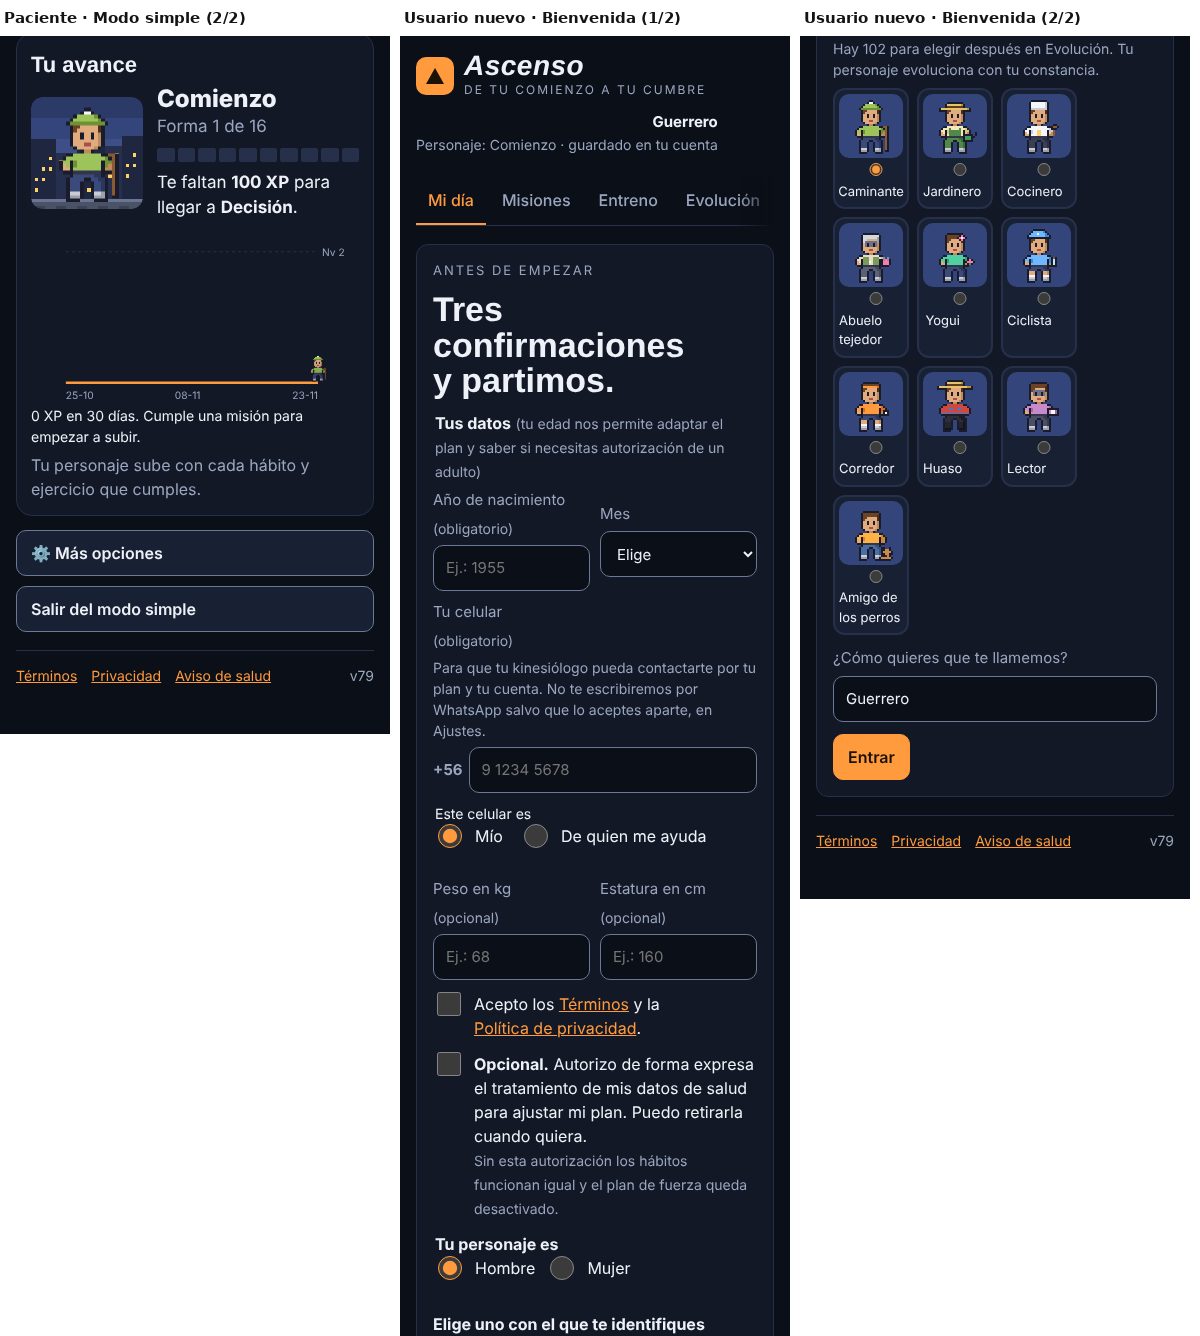 Paciente · Modo simple (2/2)
Tu avance
Comienzo
Forma 1 de 16
Te faltan 100 XP para
llegar a Decisión.
Nv 2
25-10
08-11
23-11
0 XP en 30 días. Cumple una misión para
empezar a subir.
Tu personaje sube con cada hábito y
ejercicio que cumples.
⚙️ Más opciones
Salir del modo simple
Términos Privacidad Aviso de salud v79
Usuario nuevo · Bienvenida (1/2)
Ascenso
DE TU COMIENZO A TU CUMBRE
Guerrero
Personaje: Comienzo · guardado en tu cuenta
Mi día Misiones Entreno Evolución
ANTES DE EMPEZAR
Tres
confirmaciones
y partimos.
Tus datos (tu edad nos permite adaptar el
plan y saber si necesitas autorización de un
adulto)
Año de nacimiento
(obligatorio)
Ej.: 1955
Mes
Elige
Tu celular
(obligatorio)
Para que tu kinesiólogo pueda contactarte por tu
plan y tu cuenta. No te escribiremos por
WhatsApp salvo que lo aceptes aparte, en
Ajustes.
+56 9 1234 5678
Este celular es
Mío De quien me ayuda
Peso en kg
(opcional)
Ej.: 68
Estatura en cm
(opcional)
Ej.: 160
Acepto los Términos y la
Política de privacidad.
Opcional. Autorizo de forma expresa
el tratamiento de mis datos de salud
para ajustar mi plan. Puedo retirarla
cuando quiera.
Sin esta autorización los hábitos
funcionan igual y el plan de fuerza queda
desactivado.
Tu personaje es
Hombre Mujer
Elige uno con el que te identifiques
Usuario nuevo · Bienvenida (2/2)
Hay 102 para elegir después en Evolución. Tu
personaje evoluciona con tu constancia.
Caminante
Jardinero
Cocinero
Abuelo
tejedor
Yogui
Ciclista
Corredor
Huaso
Lector
Amigo de
los perros
¿Cómo quieres que te llamemos?
Guerrero
Entrar
Términos Privacidad Aviso de salud v79